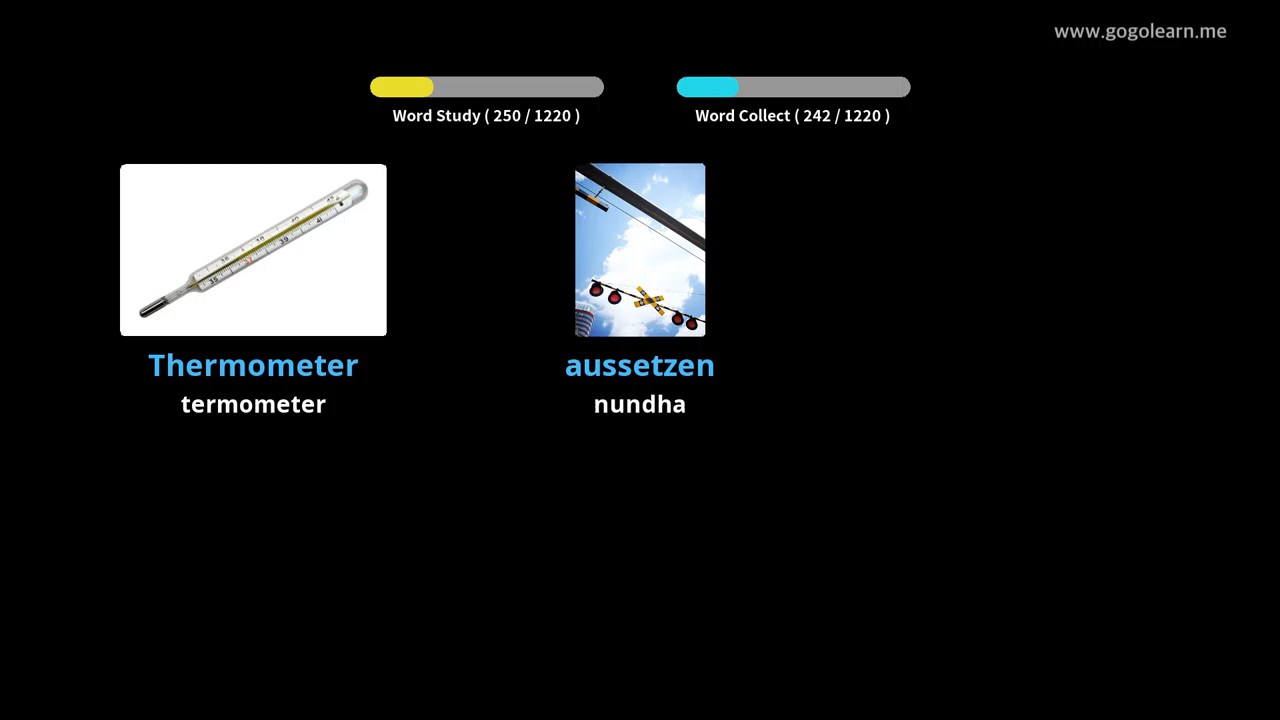 www.gogolearn.me
Word Study ( 250 / 1220 )
Word Collect ( 242 / 1220 )
Thermometer
termometer
aussetzen
nundha